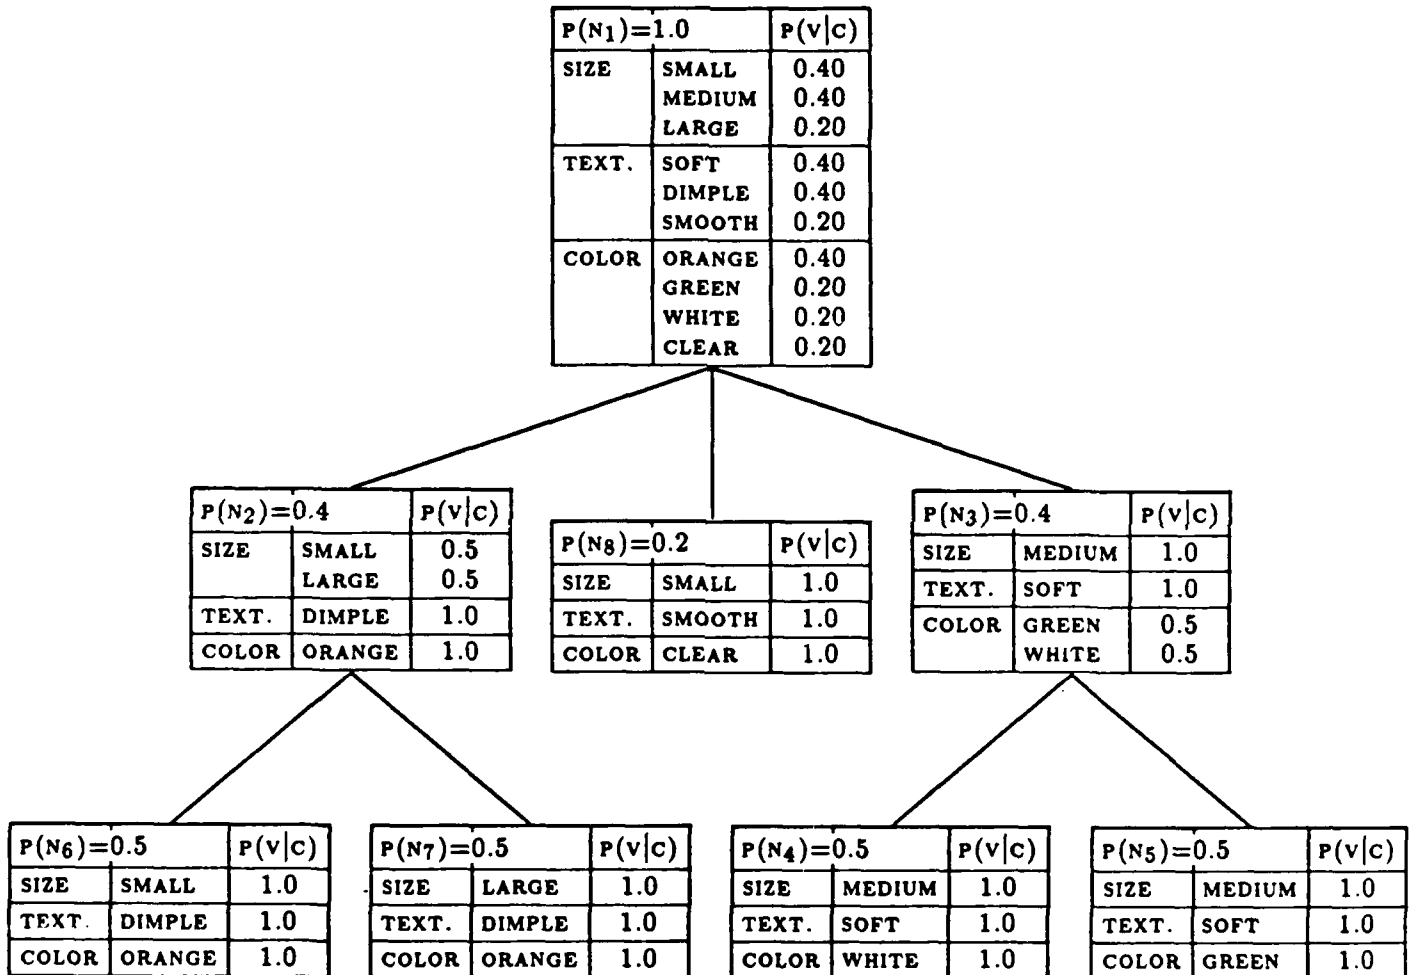 P(N1)=1.0 P(V|C)
SIZE SMALL 0.40
MEDIUM 0.40
LARGE 0.20
TEXT. SOFT 0.40
DIMPLE 0.40
SMOOTH 0.20
COLOR ORANGE 0.40
GREEN 0.20
WHITE 0.20
CLEAR 0.20
P(N2)=0.4 P(V|C)
SIZE SMALL 0.5
LARGE 0.5
TEXT. DIMPLE 1.0
COLOR ORANGE 1.0
P(N8)=0.2 P(V|C)
SIZE SMALL 1.0
TEXT. SMOOTH 1.0
COLOR CLEAR 1.0
P(N3)=0.4 P(V|C)
SIZE MEDIUM 1.0
TEXT. SOFT 1.0
COLOR GREEN 0.5
WHITE 0.5
P(N6)=0.5 P(V|C)
SIZE SMALL 1.0
TEXT. DIMPLE 1.0
COLOR ORANGE 1.0
P(N7)=0.5 P(V|C)
SIZE LARGE 1.0
TEXT. DIMPLE 1.0
COLOR ORANGE 1.0
P(N4)=0.5 P(V|C)
SIZE MEDIUM 1.0
TEXT. SOFT 1.0
COLOR WHITE 1.0
P(N5)=0.5 P(V|C)
SIZE MEDIUM 1.0
TEXT. SOFT 1.0
COLOR GREEN 1.0